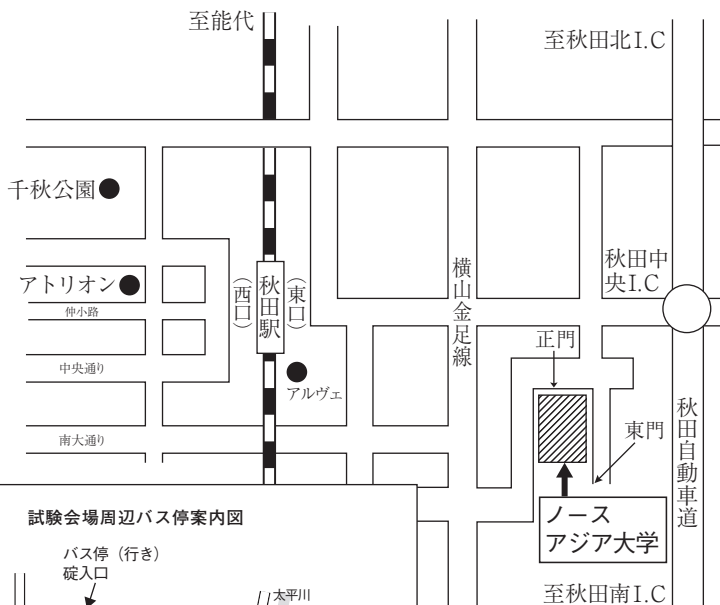 至能代
至秋田北I.C
千秋公園
アトリオン
仲小路
中央通り
南大通り
（西口）
秋田駅
（東口）
アルヴェ
横山金足線
秋田中
央I.C
正門
東門
秋田自動車道
ノース
アジア大学
至秋田南I.C
試験会場周辺バス停案内図
バス停（行き）
碇入口
太平川